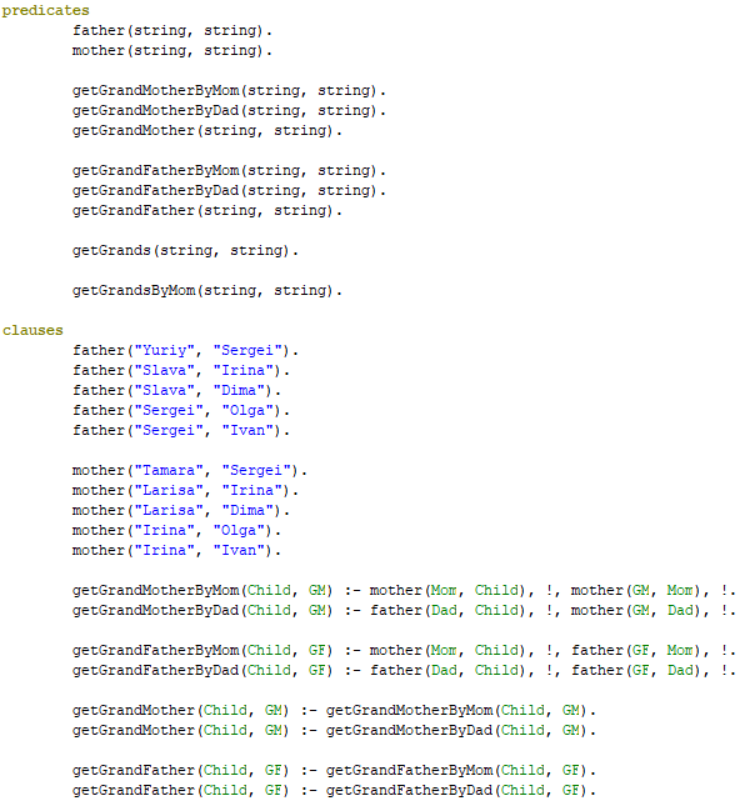 predicates
father(string, string).
mother(string, string).
getGrandMotherByMom(string, string).
getGrandMotherByDad(string, string).
getGrandMother(string, string).
getGrandFatherByMom(string, string).
getGrandFatherByDad(string, string).
getGrandFather(string, string).
getGrands(string, string).
getGrandsByMom(string, string).
clauses
father("Yuriy", "Sergei").
father("Slava", "Irina").
father("Slava", "Dima").
father("Sergei", "Olga").
father("Sergei", "Ivan").
mother("Tamara", "Sergei").
mother("Larisa", "Irina").
mother("Larisa", "Dima").
mother("Irina", "Olga").
mother("Irina", "Ivan").
getGrandMotherByMom(Child, GM) :- mother(Mom, Child), !, mother(GM, Mom), !.
getGrandMotherByDad(Child, GM) :- father(Dad, Child), !, mother(GM, Dad), !.
getGrandFatherByMom(Child, GF) :- mother(Mom, Child), !, father(GF, Mom), !.
getGrandFatherByDad(Child, GF) :- father(Dad, Child), !, father(GF, Dad), !.
getGrandMother(Child, GM) :- getGrandMotherByMom(Child, GM).
getGrandMother(Child, GM) :- getGrandMotherByDad(Child, GM).
getGrandFather(Child, GF) :- getGrandFatherByMom(Child, GF).
getGrandFather(Child, GF) :- getGrandFatherByDad(Child, GF).